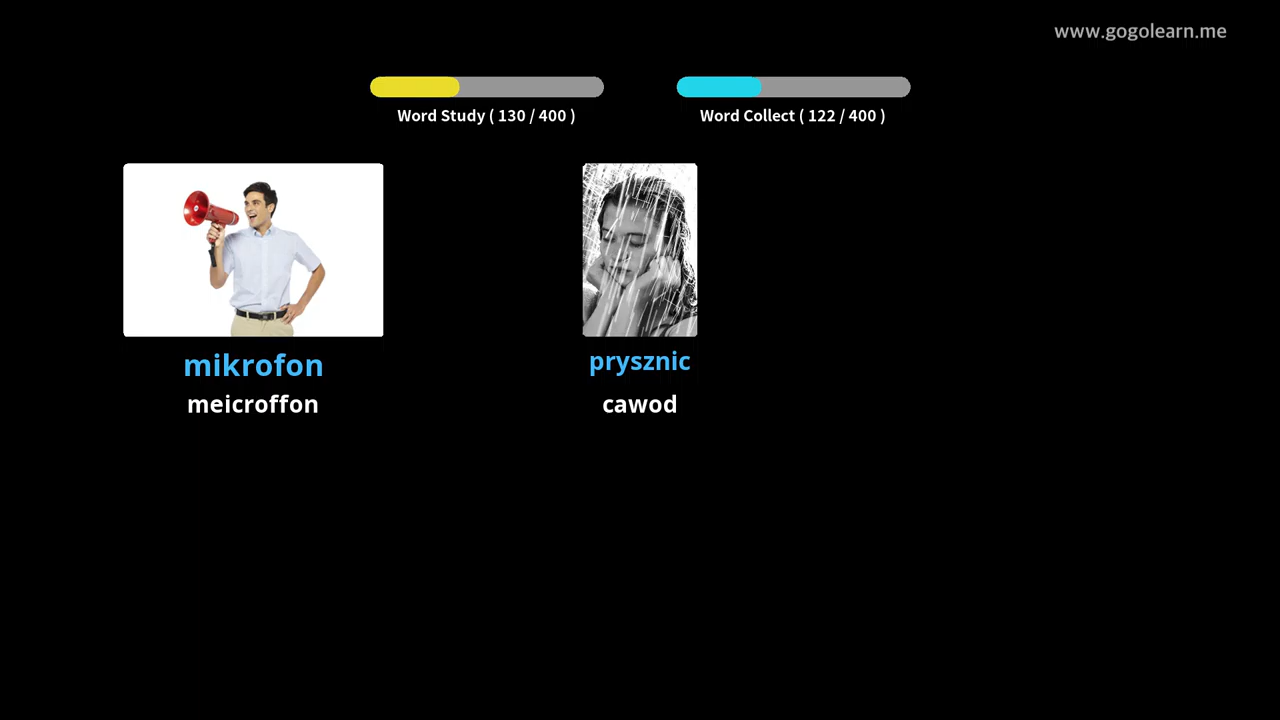 www.gogolearn.me
Word Study ( 130 / 400 )
Word Collect ( 122 / 400 )
mikrofon
meicroffon
prysznic
cawod